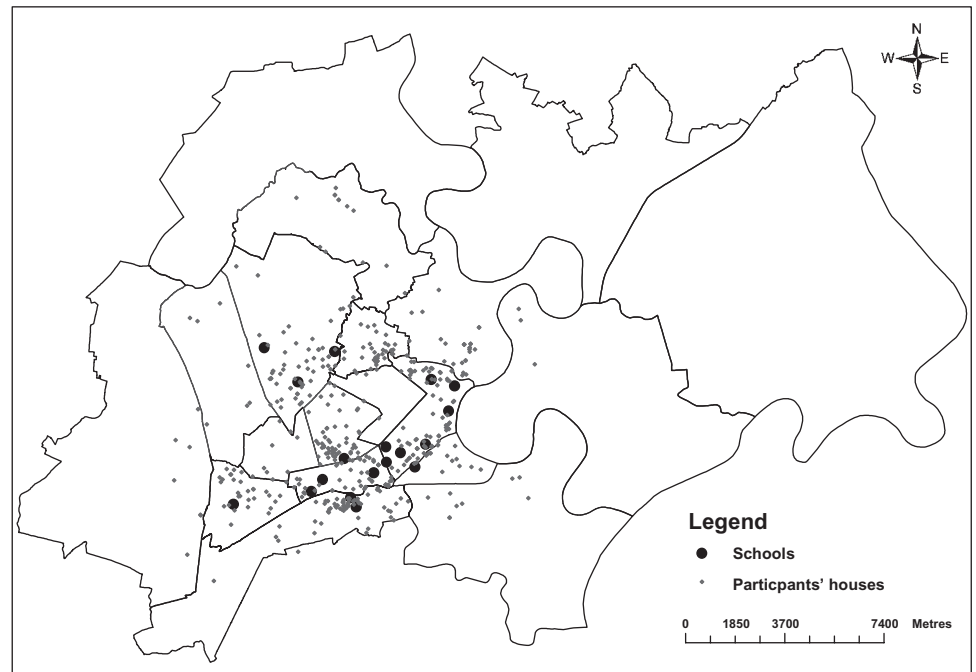 N
W E
S
Legend
Schools
Particpants' houses
0 1850 3700 7400 Metres